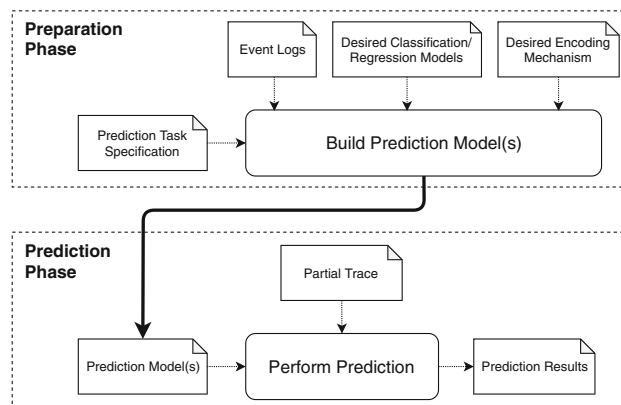 Preparation
Phase
Event Logs
Desired Classification/
Regression Models
Desired Encoding
Mechanism
Prediction Task
Specification
Build Prediction Model(s)
Prediction
Phase
Partial Trace
Prediction Model(s)
Perform Prediction
Prediction Results